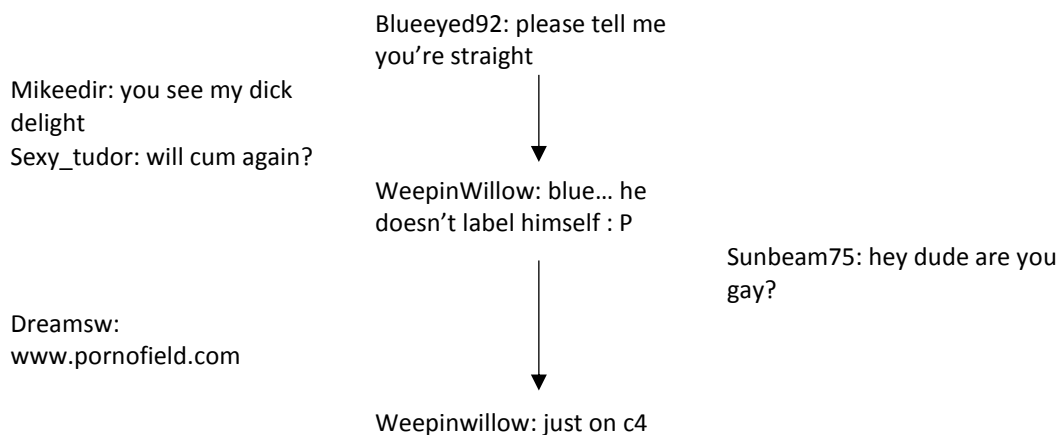 Blueeyed92: please tell me
you’re straight
Mikeedir: you see my dick
delight
Sexy_tudor: will cum again?
WeepinWillow: blue… he
doesn’t label himself : P
Sunbeam75: hey dude are you
gay?
Dreamsw:
www.pornofield.com
Weepinwillow: just on c4